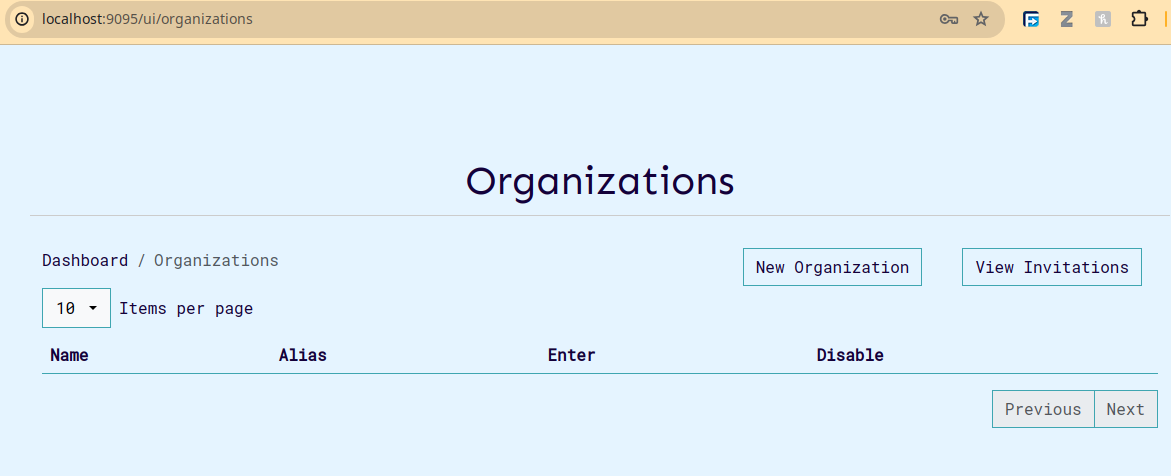 localhost:9095/ui/organizations
Organizations
Dashboard / Organizations
New Organization
View Invitations
10 Items per page
Name Alias Enter Disable
Previous Next